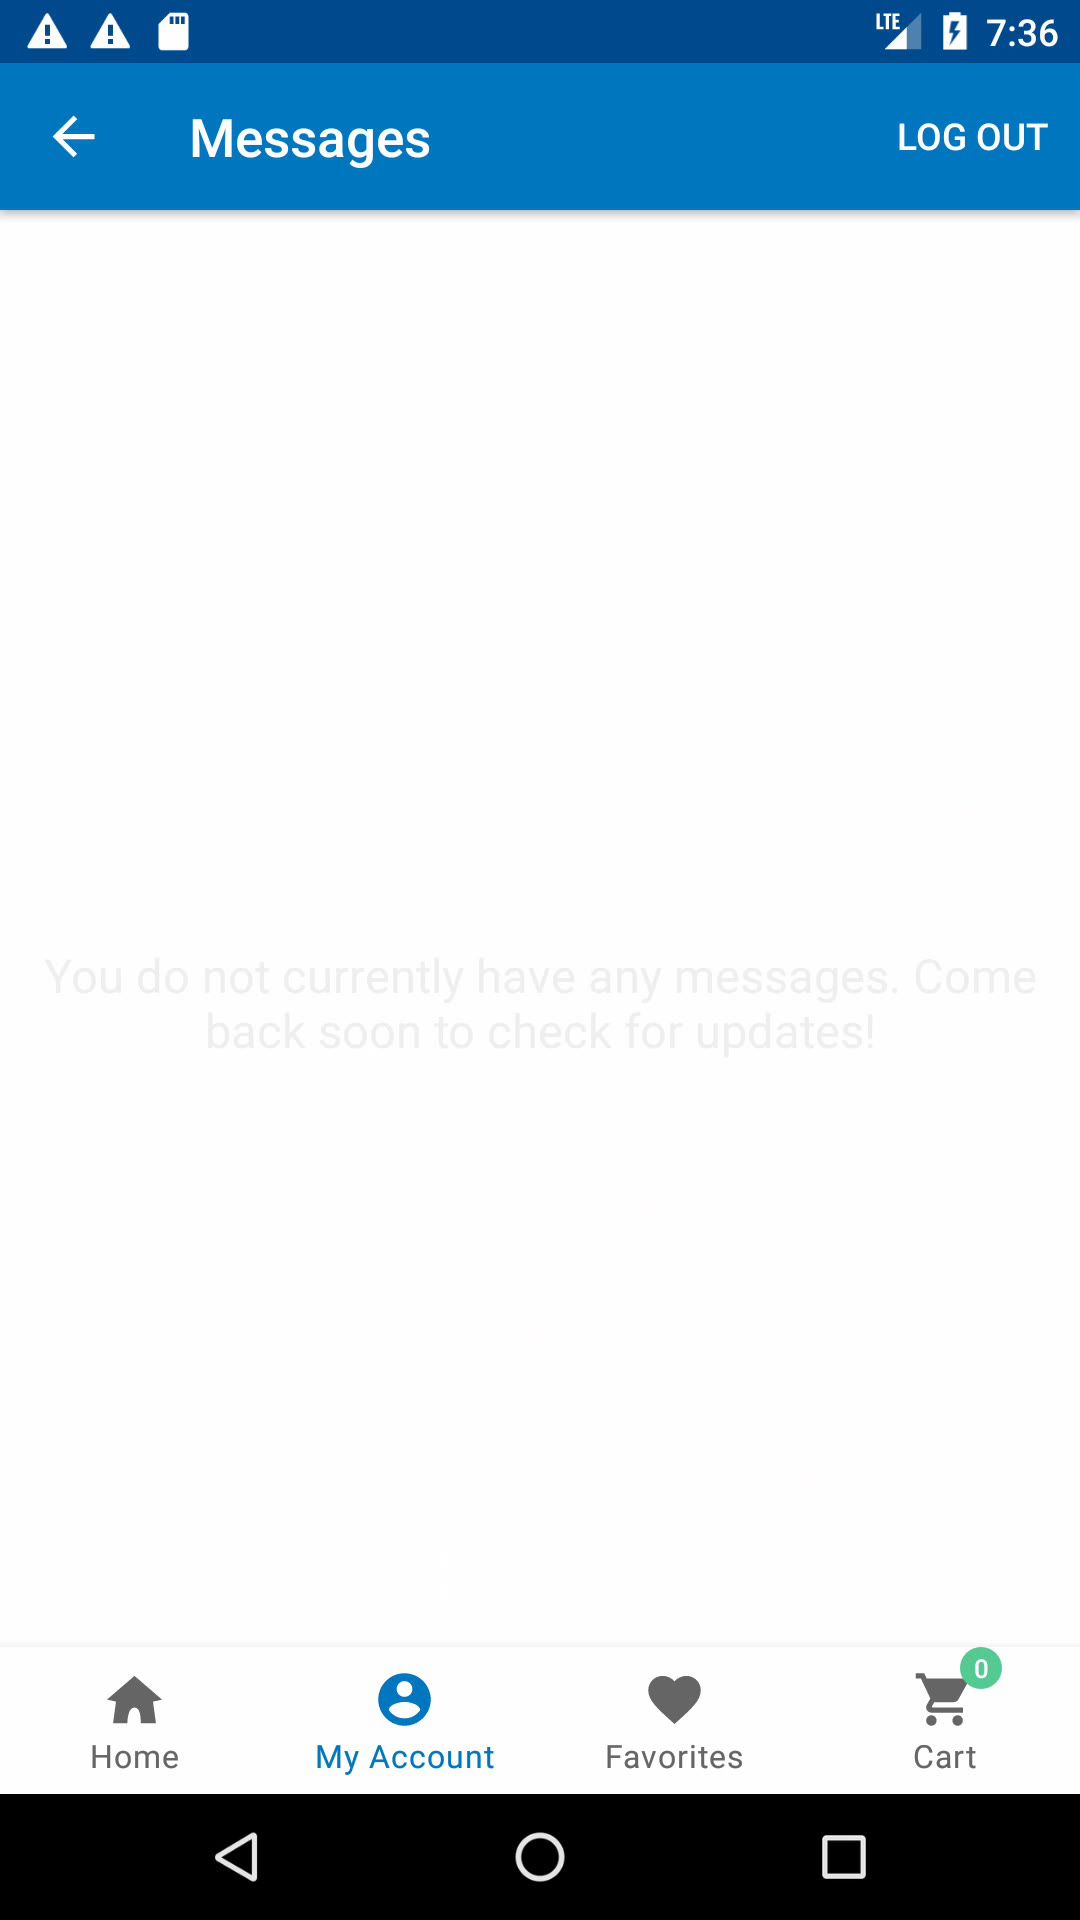 LTE 7:36
Messages LOG OUT
You do not currently have any messages. Come
back soon to check for updates!
0
Home My Account Favorites Cart